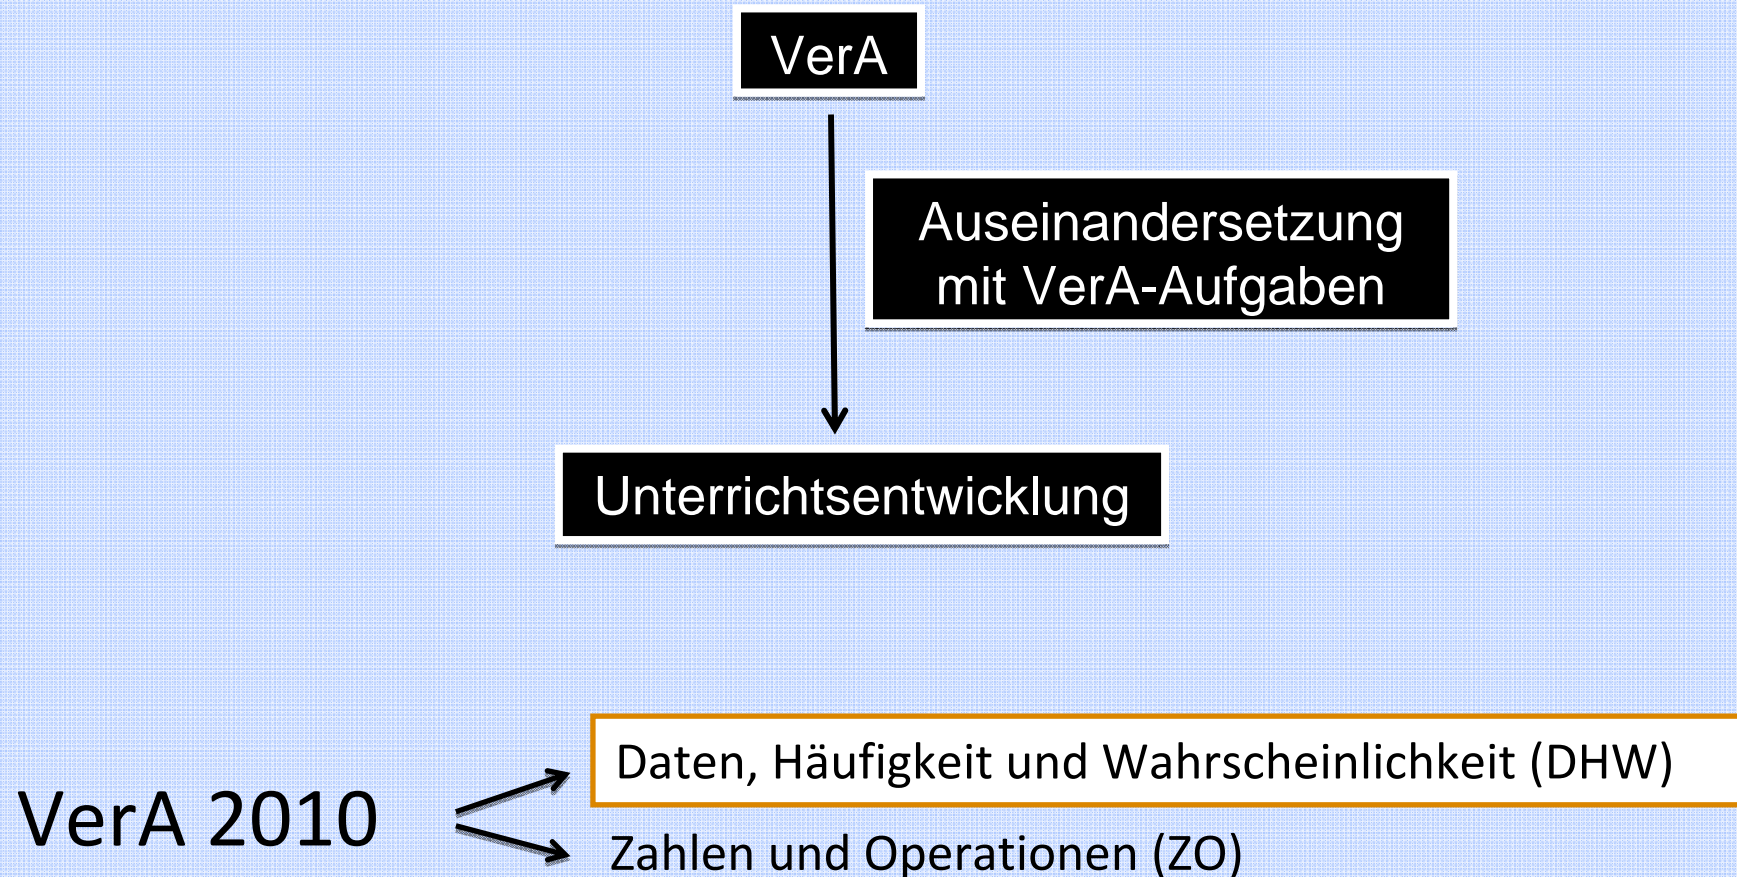 VerA
Auseinandersetzung
mit VerA-Aufgaben
Unterrichtsentwicklung
Daten, Häufigkeit und Wahrscheinlichkeit (DHW)
VerA 2010
Zahlen und Operationen (ZO)